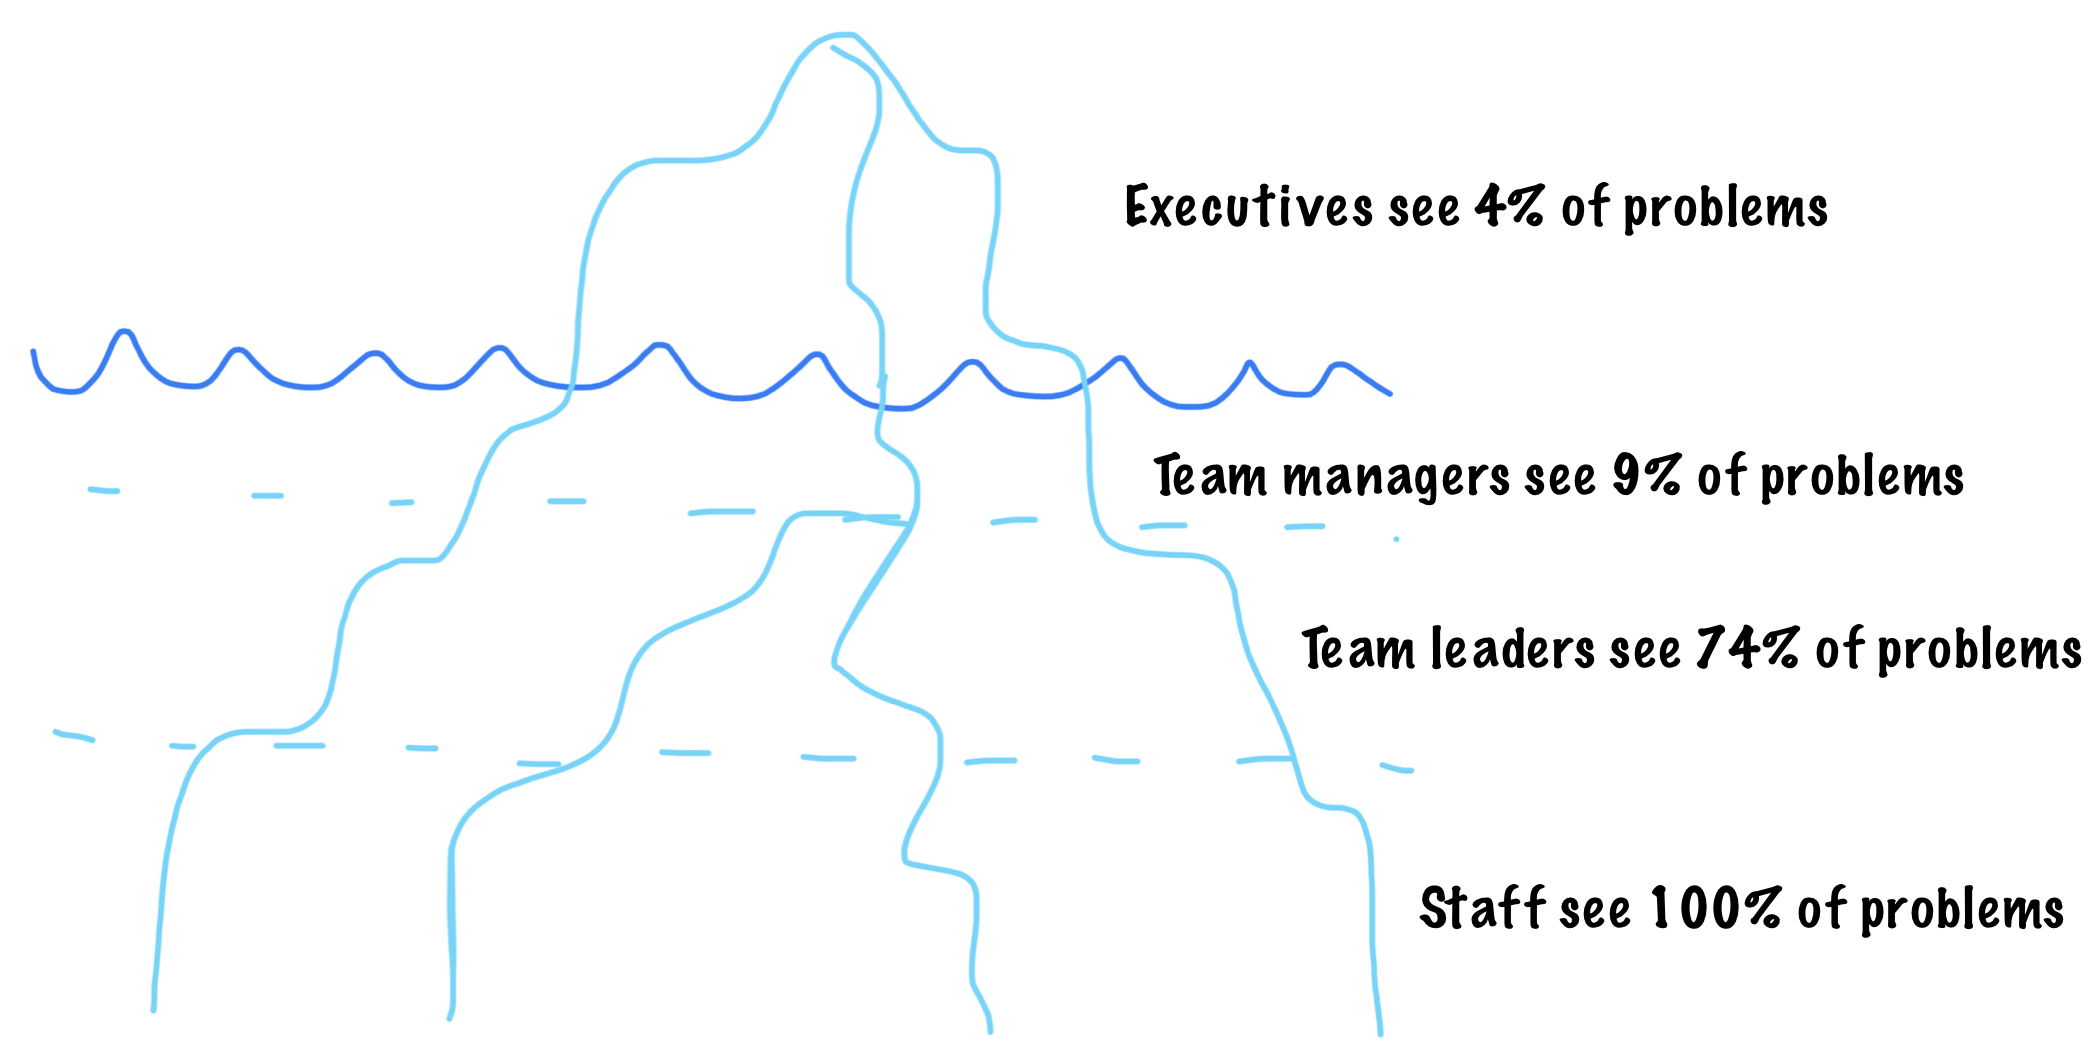 Executives see 4% of problems
Team managers see 9% of problems
Team leaders see 74% of problems
Staff see 100% of problems